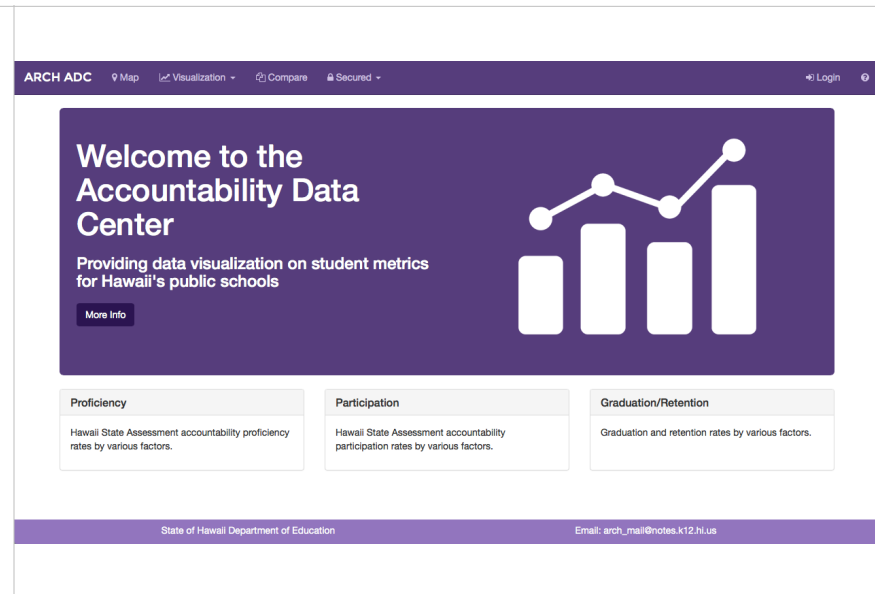 ARCH ADC Map Visualization Compare Secured Login
Welcome to the
Accountability Data
Center
Providing data visualization on student metrics
for Hawaii's public schools
More Info
Proficiency
Hawaii State Assessment accountability proficiency
rates by various factors.
Participation
Hawaii State Assessment accountability
participation rates by various factors.
Graduation/Retention
Graduation and retention rates by various factors.
State of Hawaii Department of Education Email: arch_mail@notes.k12.hi.us